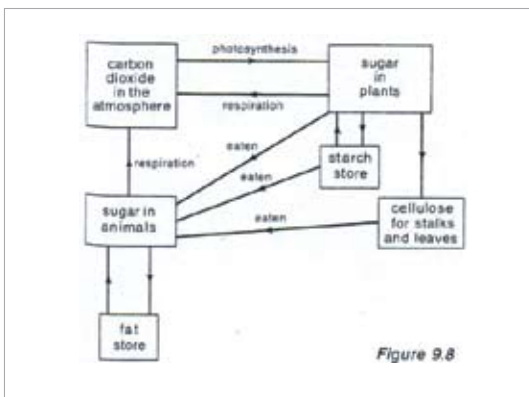 photosynthesis
carbon
dioxide
in the
atmosphere
sugar
in
plants
respiration
eaten
respiration
eaten
starch
store
sugar in
animals
eaten
cellulose
for stalks
and leaves
fat
store
Figure 9.8